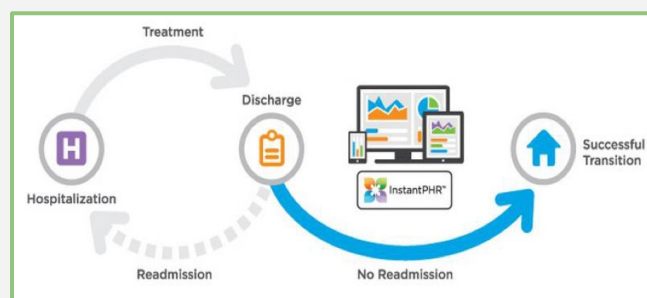 Treatment
Discharge
H
Hospitalization
InstantPHR™
Successful
Transition
Readmission
No Readmission